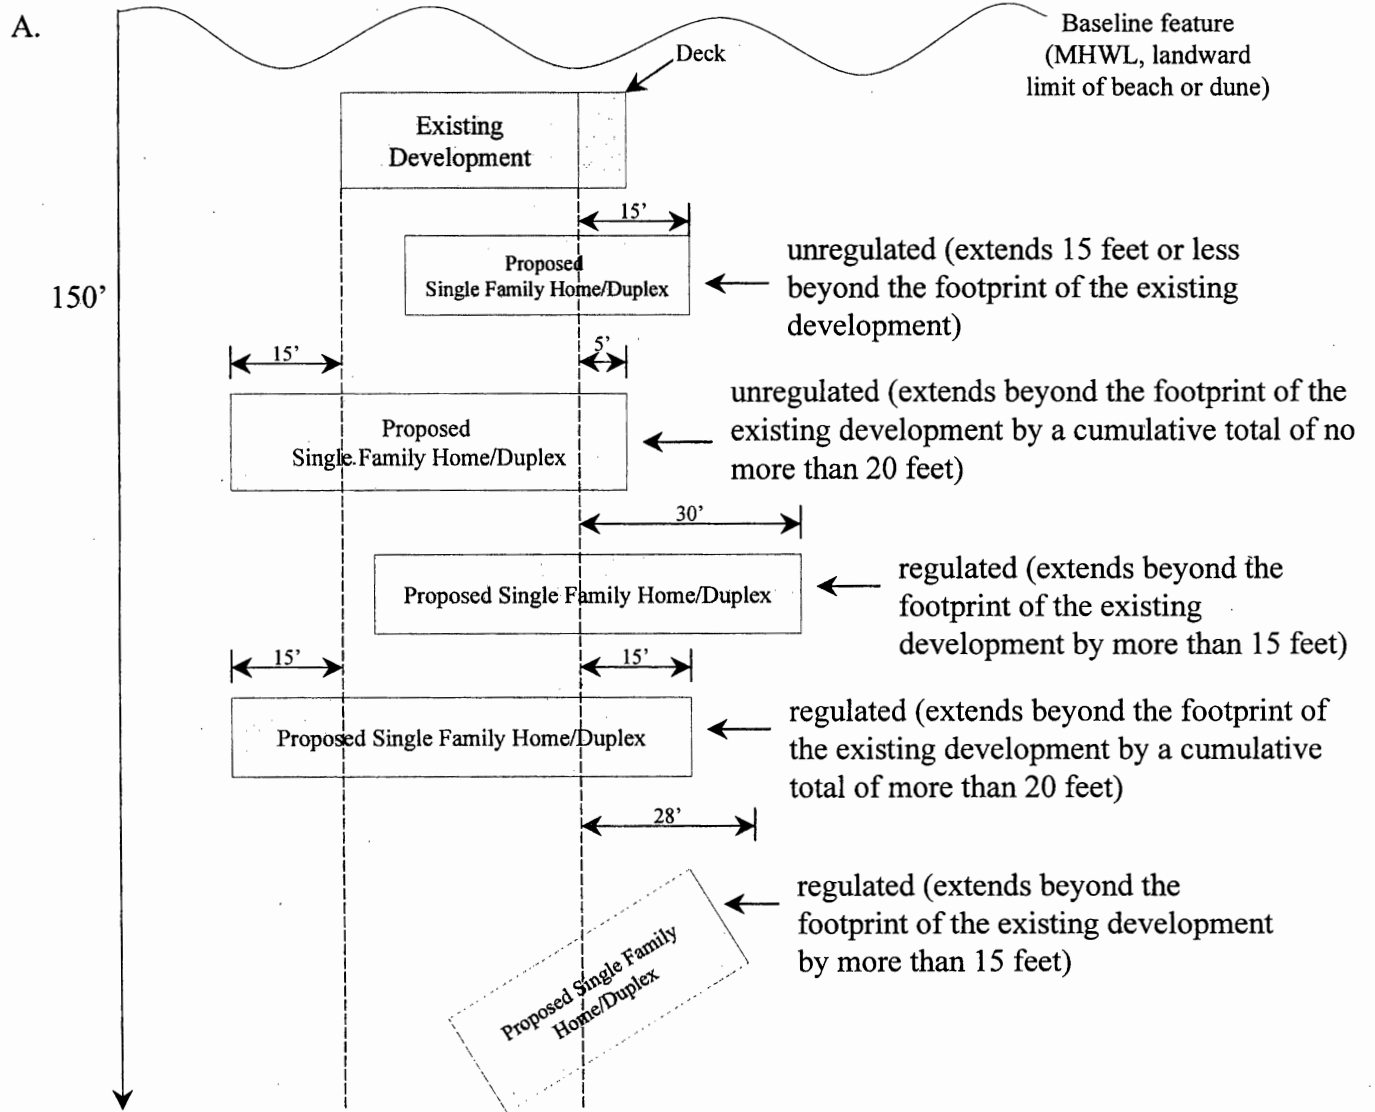 A.
Baseline feature
(MHWL, landward
limit of beach or dune)
Deck
Existing
Development
15’
Proposed
Single Family Home/Duplex
unregulated (extends 15 feet or less
beyond the footprint of the existing
development)
150’
15’
5’
Proposed
Single Family Home/Duplex
unregulated (extends beyond the footprint of the
existing development by a cumulative total of no
more than 20 feet)
30’
Proposed Single Family Home/Duplex
regulated (extends beyond the
footprint of the existing
development by more than 15 feet)
15’
15’
Proposed Single Family Home/Duplex
regulated (extends beyond the footprint of
the existing development by a cumulative
total of more than 20 feet)
28’
Proposed Single Family
Home/Duplex
regulated (extends beyond the
footprint of the existing development
by more than 15 feet)